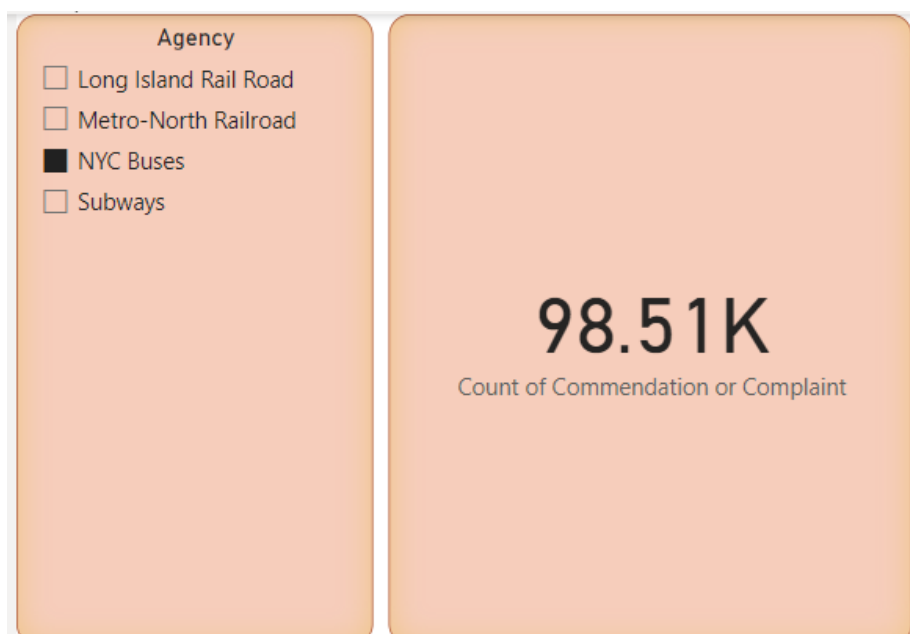 Agency
Long Island Rail Road
Metro-North Railroad
NYC Buses
Subways
98.51K
Count of Commendation or Complaint